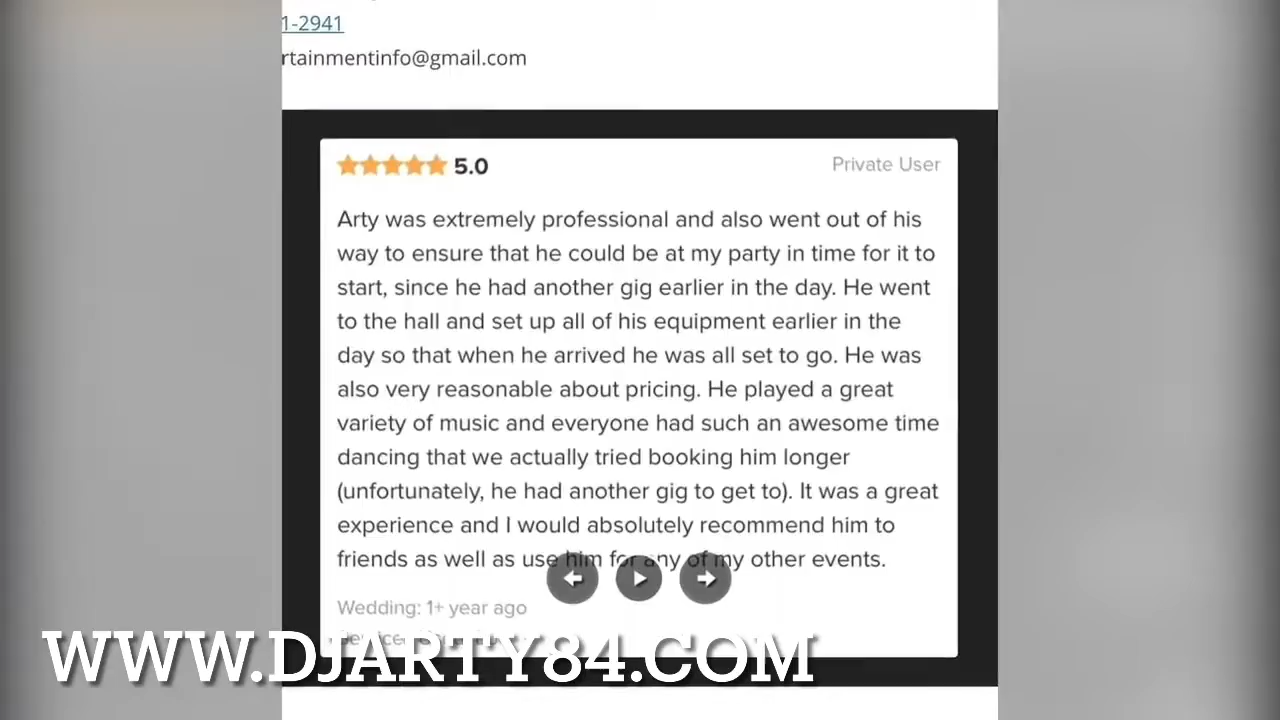 1-2941
rtainmentinfo@gmail.com
5.0
Private User
Arty was extremely professional and also went out of his
way to ensure that he could be at my party in time for it to
start, since he had another gig earlier in the day. He went
to the hall and set up all of his equipment earlier in the
day so that when he arrived he was all set to go. He was
also very reasonable about pricing. He played a great
variety of music and everyone had such an awesome time
dancing that we actually tried booking him longer
(unfortunately, he had another gig to get to). It was a great
experience and I would absolutely recommend him to
friends as well as use him for any of my other events.
Wedding: 1+ year ago
WWW.DJARTY84.COM